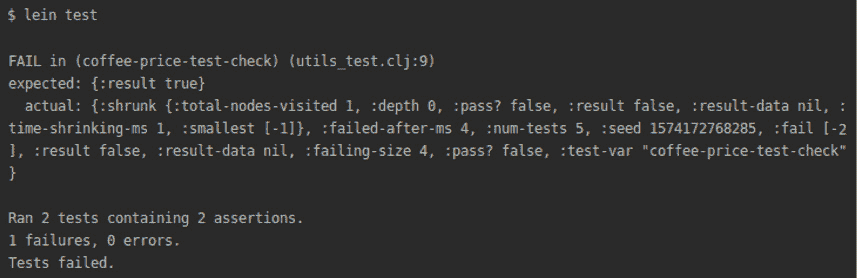 $ lein test
FAIL in (coffee-price-test-check) (utils_test.clj:9)
expected: {:result true}
  actual: {:shrunk {:total-nodes-visited 1, :depth 0, :pass? false, :result false, :result-data nil, :
time-shrinking-ms 1, :smallest [-1]}, :failed-after-ms 4, :num-tests 5, :seed 1574172768285, :fail [-2
], :result false, :result-data nil, :failing-size 4, :pass? false, :test-var "coffee-price-test-check"
}
Ran 2 tests containing 2 assertions.
1 failures, 0 errors.
Tests failed.